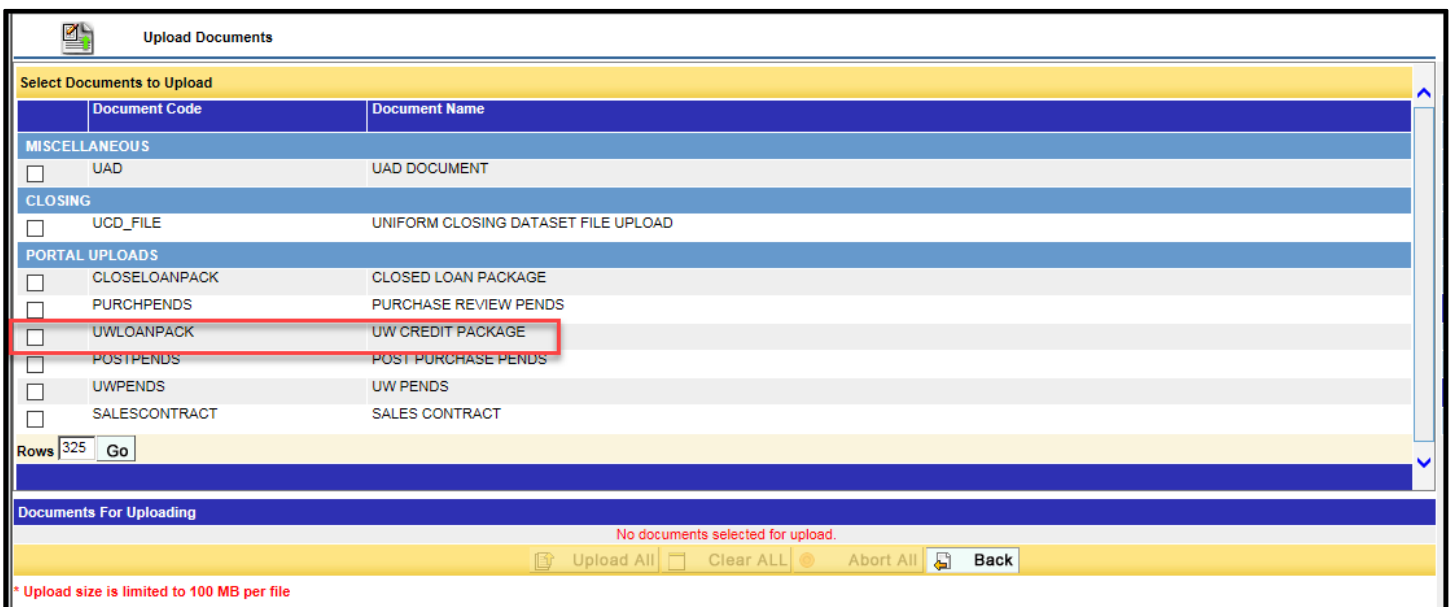 Upload Documents
Select Documents to Upload
Document Code Document Name
MISCELLANEOUS
UAD UAD DOCUMENT
CLOSING
UCD_FILE UNIFORM CLOSING DATASET FILE UPLOAD
PORTAL UPLOADS
CLOSELOANPACK CLOSED LOAN PACKAGE
PURCHPENDS PURCHASE REVIEW PENDS
UWLOANPACK UW CREDIT PACKAGE
POSTPENDS POST PURCHASE PENDS
UWPENDS UW PENDS
SALESCONTRACT SALES CONTRACT
Rows 325 Go
Documents For Uploading
No documents selected for upload.
Upload All Clear ALL Abort All Back
* Upload size is limited to 100 MB per file